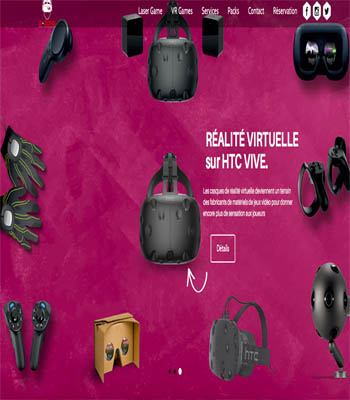 Laser Game VR Games Services Packs Contact Réservation
RÉALITÉ VIRTUELLE
sur HTC VIVE.
Les casques de réalité virtuelle deviennent un terrain
des fabricants de matériels de jeux vidéo pour donner
encore plus de sensation aux joueurs
Détails
hTC